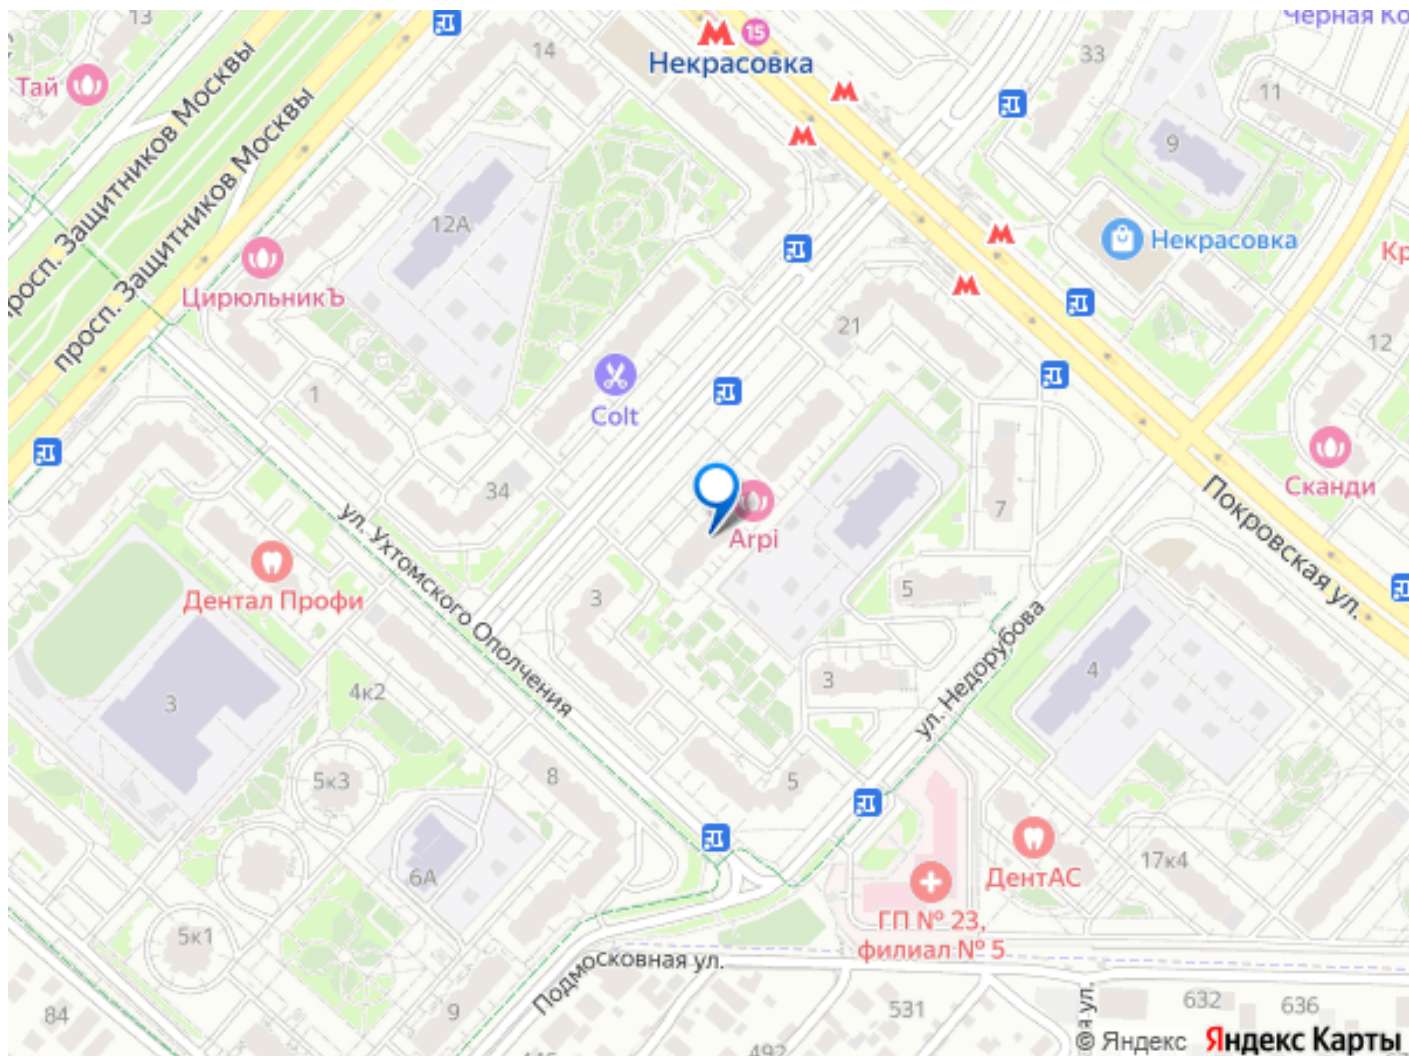 13
Тай
просп. Защитников Москвы
просп. Защитников Москвы
14
15
Некрасовка
33
Черная Ко
11
9
12А
ЦирюльникЪ
Некрасовка
Кр
21
12
1
Colt
34
Сканди
7
Покровская ул.
ул. Ухтомского Ополчения
Arpi
Дентал Профи
3
5
ул. Недорубова
4
3
3
4к2
5к3
8
5
6А
ДентАС
17к4
ГП № 23,
филиал № 5
5к1
Подмосковная ул.
84
9
531
632
636
492
© Яндекс
Яндекс Карты